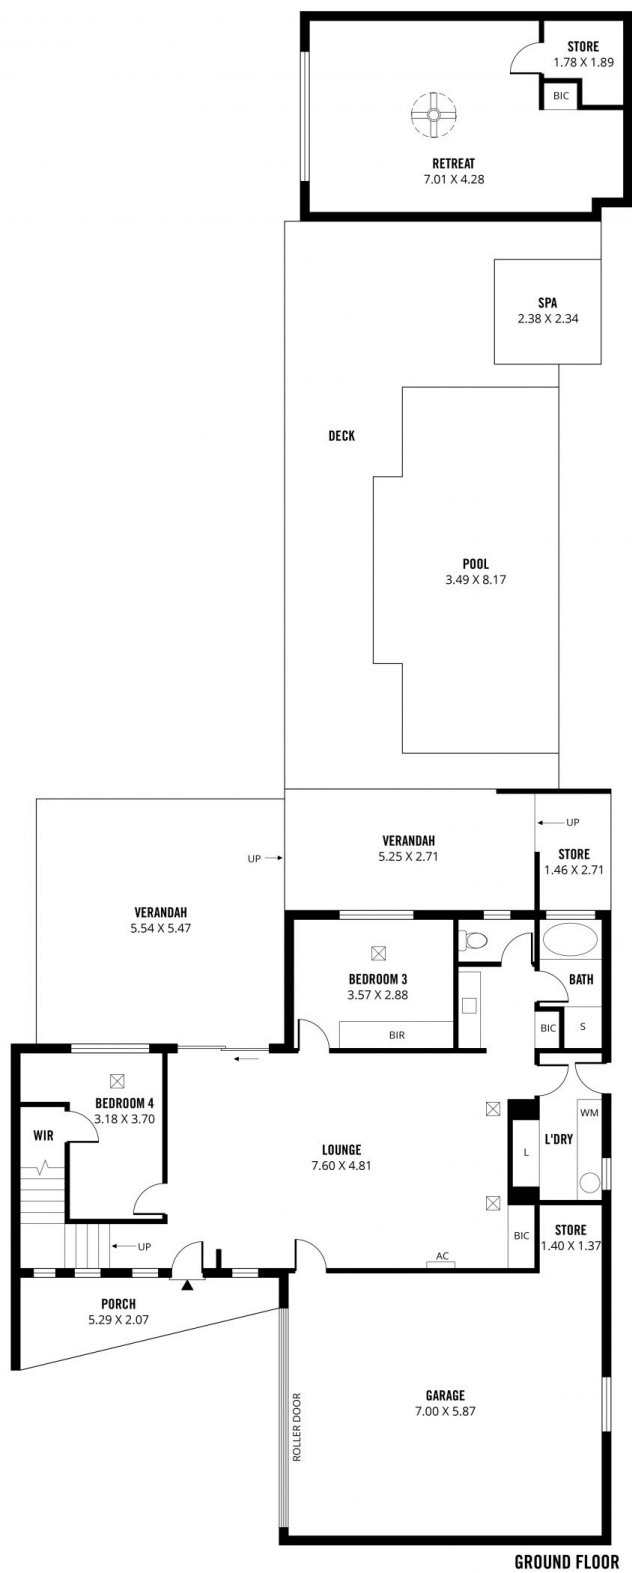 STORE
1.78 X 1.89
BIC
RETREAT
7.01 X 4.28
SPA
2.38 X 2.34
DECK
POOL
3.49 X 8.17
VERANDAH
5.25 X 2.71
UP
STORE
1.46 X 2.71
UP
VERANDAH
5.54 X 5.47
BEDROOM 3
3.57 X 2.88
BIR
BATH
BIC
S
BEDROOM 4
3.18 X 3.70
WIR
LOUNGE
7.60 X 4.81
L'DRY
WM
L
UP
BIC
STORE
1.40 X 1.37
AC
PORCH
5.29 X 2.07
ROLLER DOOR
GARAGE
7.00 X 5.87
GROUND FLOOR